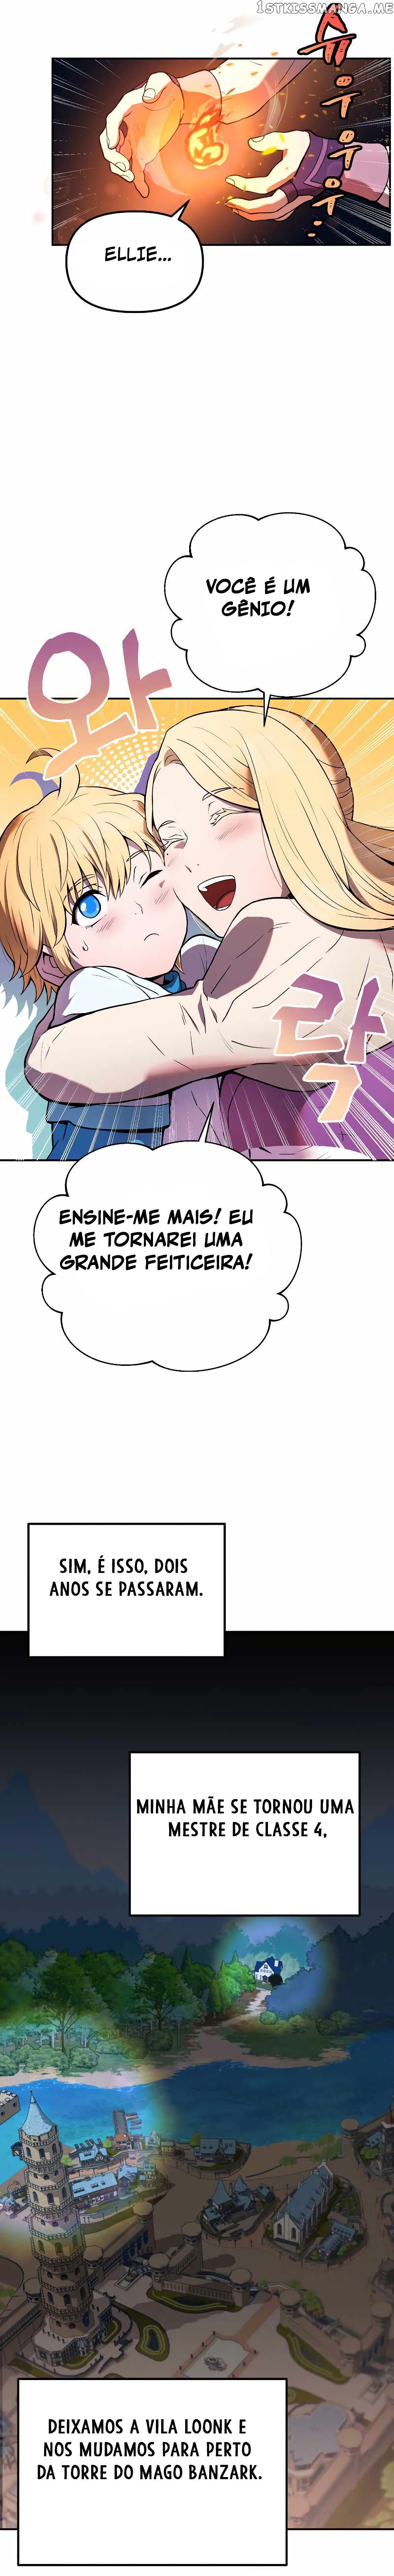 1STKISSMANGA.ME
슈
우
우
우
ELLIE...
VOCÊ É UM
GÊNIO!
와
락
ENSINE-ME MAIS! EU
ME TORNAREI UMA
GRANDE FEITICEIRA!
SIM, É ISSO, DOIS
ANOS SE PASSARAM.
MINHA MÃE SE TORNOU UMA
MESTRE DE CLASSE 4,
DEIXAMOS A VILA LOONK E
NOS MUDAMOS PARA PERTO
DA TORRE DO MAGO BANZARK.